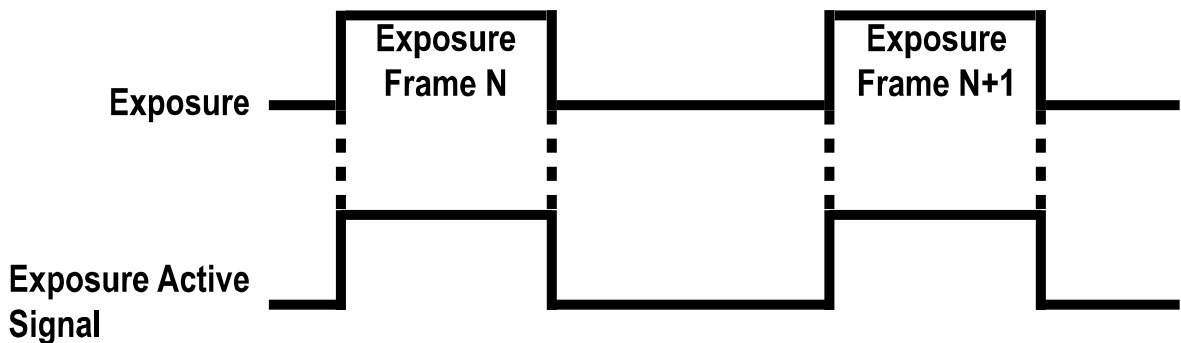 Exposure
Frame N
Exposure
Frame N+1
Exposure
Exposure Active
Signal